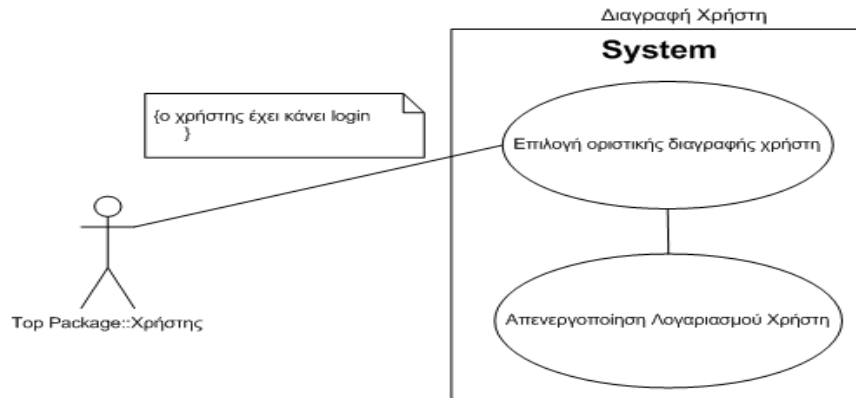 Διαγραφή Χρήστη
System
{ο χρήστης έχει κάνει login
}
Επιλογή οριστικής διαγραφής χρήστη
Top Package::Χρήστης
Απενεργοποίηση Λογαριασμού Χρήστη